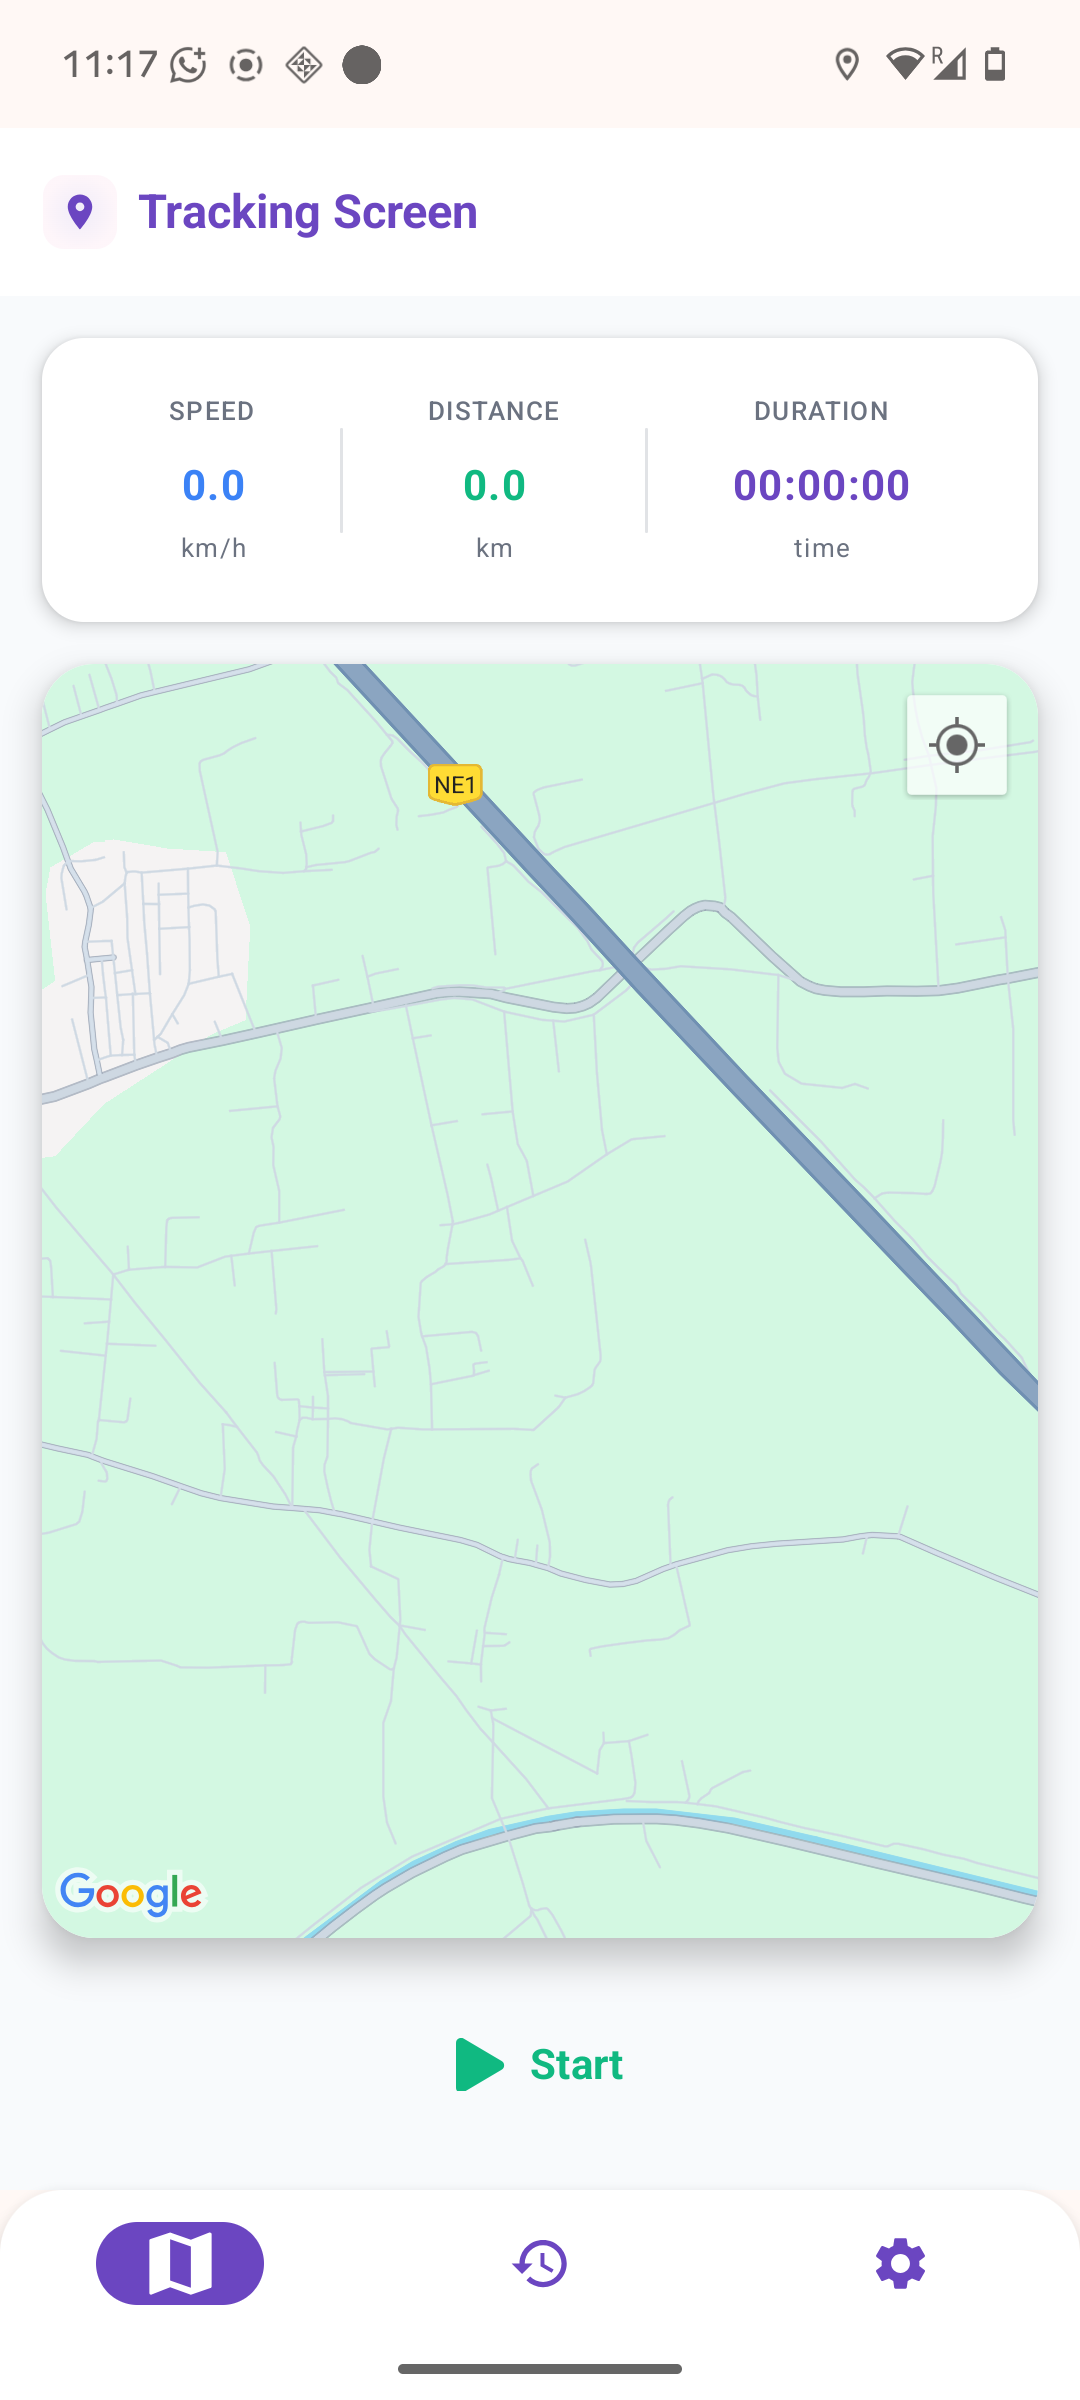 11:17
R
Tracking Screen
SPEED DISTANCE DURATION
0.0 0.0 00:00:00
km/h km time
NE1
Google
Start